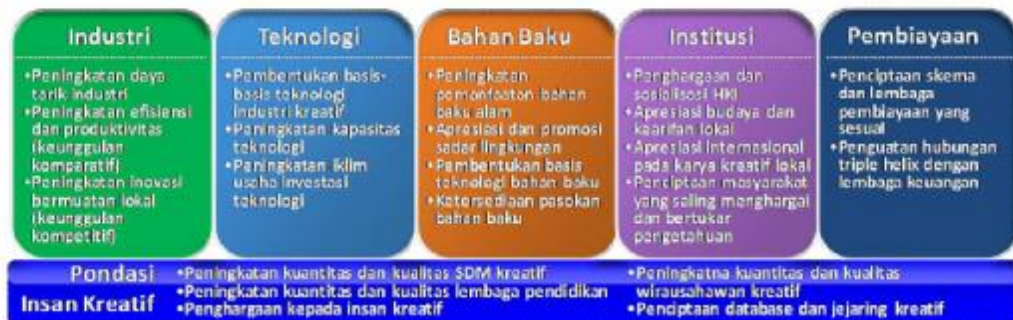 Industri
•Peningkatan daya
tarik industri
•Peningkatan efisiensi
dan produktivitas
(keunggulan
komparatif)
•Peningkatan inovasi
bermuatan lokal
(keunggulan
kompetitif)
Teknologi
•Pembentukan basis-
basis teknologi
industri kreatif
•Peningkatan kapasitas
teknologi
•Peningkatan iklim
usaha investasi
teknologi
Bahan Baku
•Peningkatan
pemanfaatan bahan
baku alam
•Apresiasi dan promosi
sadar lingkungan
•Pembentukan basis
teknologi bahan baku
•Ketersediaan pasokan
bahan baku
Institusi
•Penghargaan dan
sosialisasi HKI
•Apresiasi budaya dan
kearifan lokal
•Apresiasi internasional
pada karya kreatif lokal
•Penciptaan masyarakat
yang saling menghargai
dan bertukar
pengetahuan
Pembiayaan
•Penciptaan skema
dan lembaga
pembiayaan yang
sesuai
•Penguatan hubungan
triple helix dengan
lembaga keuangan
Pondasi
Insan Kreatif
•Peningkatan kuantitas dan kualitas SDM kreatif
•Peningkatan kuantitas dan kualitas lembaga pendidikan
•Penghargaan kepada insan kreatif
•Peningkatna kuantitas dan kualitas
wirausahawan kreatif
•Penciptaan database dan jejaring kreatif